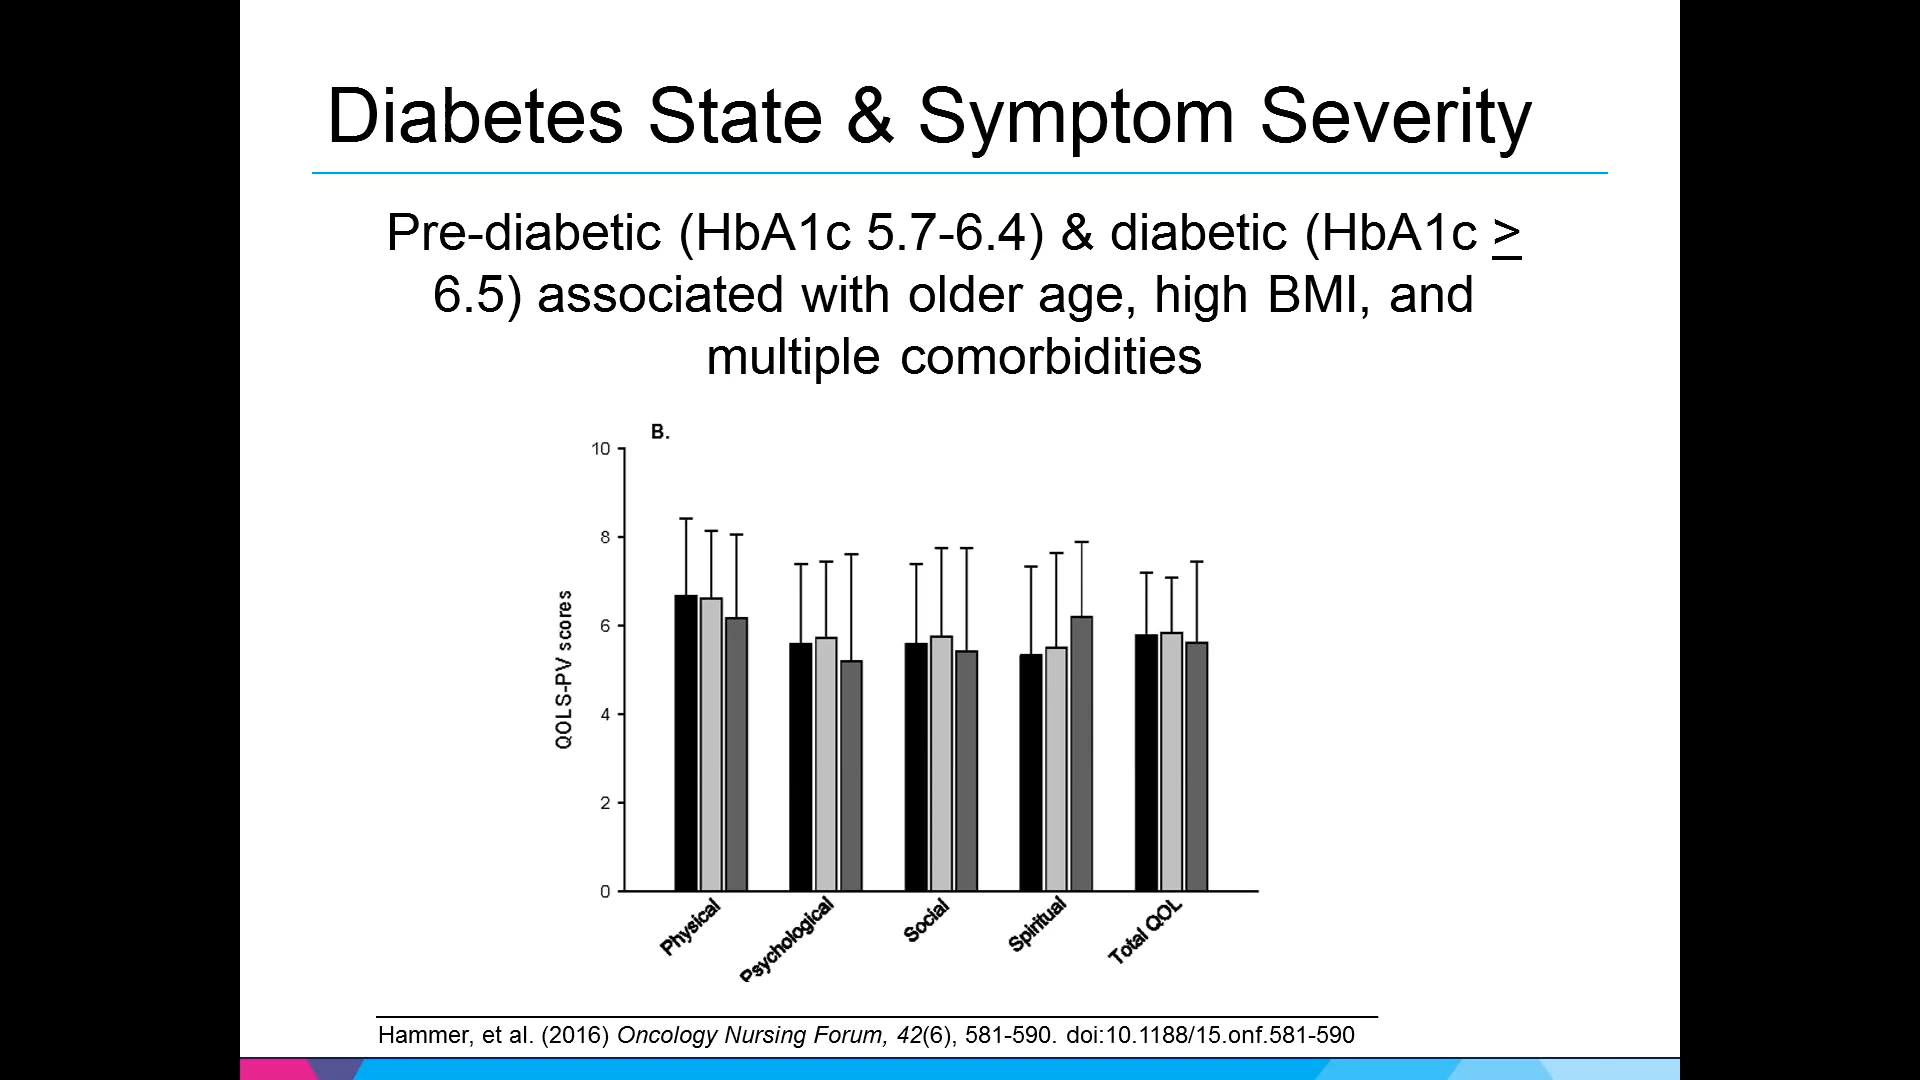 Diabetes State & Symptom Severity
Pre-diabetic (HbA1c 5.7-6.4) & diabetic (HbA1c >
6.5) associated with older age, high BMI, and
multiple comorbidities
B.
10
8
6
4
2
0
QOLS-PV scores
Physical
Psychological
Social
Spiritual
Total QOL
Hammer, et al. (2016) Oncology Nursing Forum, 42(6), 581-590. doi:10.1188/15.onf.581-590